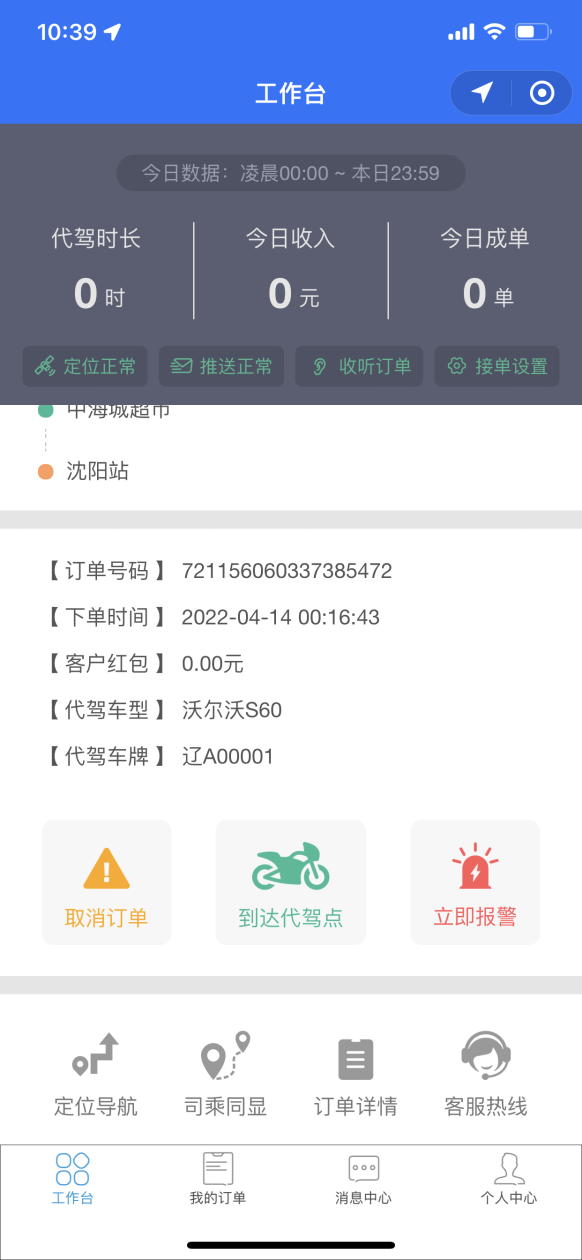 10:39
工作台
今日数据：凌晨00:00 ~ 本日23:59
代驾时长
今日收入
今日成单
0 时
0 元
0 单
定位正常
推送正常
收听订单
接单设置
中海城超市
沈阳站
【 订单号码 】 721156060337385472
【 下单时间 】 2022-04-14 00:16:43
【 客户红包 】 0.00元
【 代驾车型 】 沃尔沃S60
【 代驾车牌 】 辽A00001
取消订单
到达代驾点
立即报警
定位导航
司乘同显
订单详情
客服热线
工作台
我的订单
消息中心
个人中心